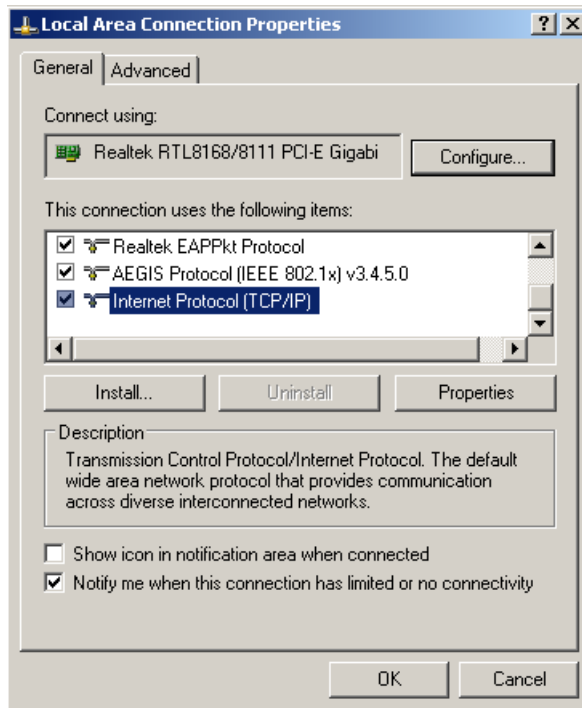 Local Area Connection Properties
General Advanced
Connect using:
Realtek RTL8168/8111 PCI-E Gigabi Configure...
This connection uses the following items:
Realtek EAPPkt Protocol
AEGIS Protocol (IEEE 802.1x) v3.4.5.0
Internet Protocol (TCP/IP)
Install... Uninstall Properties
Description
Transmission Control Protocol/Internet Protocol. The default
wide area network protocol that provides communication
across diverse interconnected networks.
Show icon in notification area when connected
Notify me when this connection has limited or no connectivity
OK Cancel